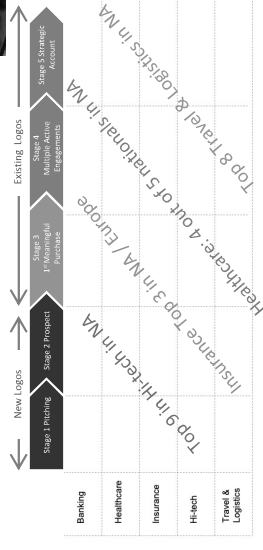 New Logos
Existing Logos
Stage 1 Pitching
Stage 2 Prospect
Stage 3
1st Meaningful
Purchase
Stage 4
Multiple Active
Engagements
Stage 5 Strategic
Account
Banking
Healthcare
Insurance
Hi-tech
Travel &
Logistics
Top 9 in Hi-tech in NA
Insurance Top 3 in NA / Europe
Healthcare: 4 out of 5 nationals in NA
Top 8 Travel & Logistics in NA